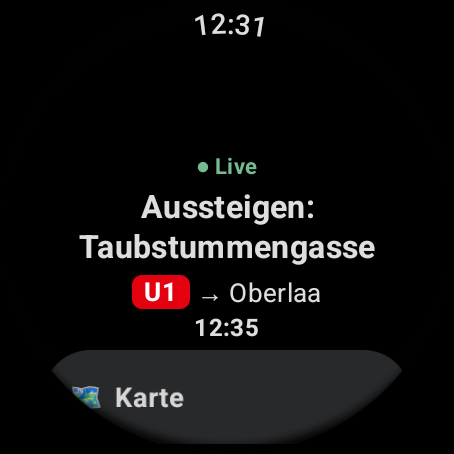 12:31
Live
Aussteigen:
Taubstummengasse
U1 → Oberlaa
12:35
Karte